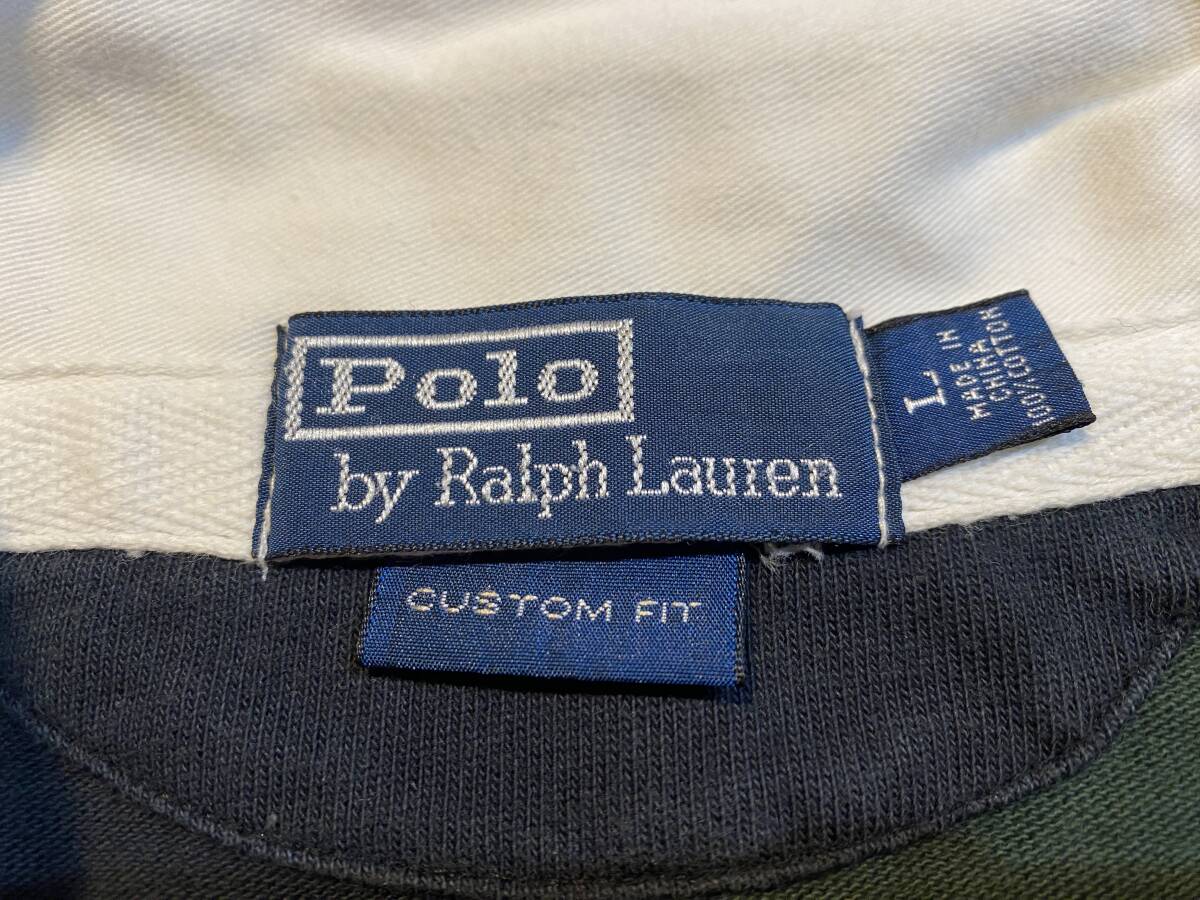 Polo
by Ralph Lauren
L
MADE IN
CHINA
100/COTTON
CUSTOM FIT